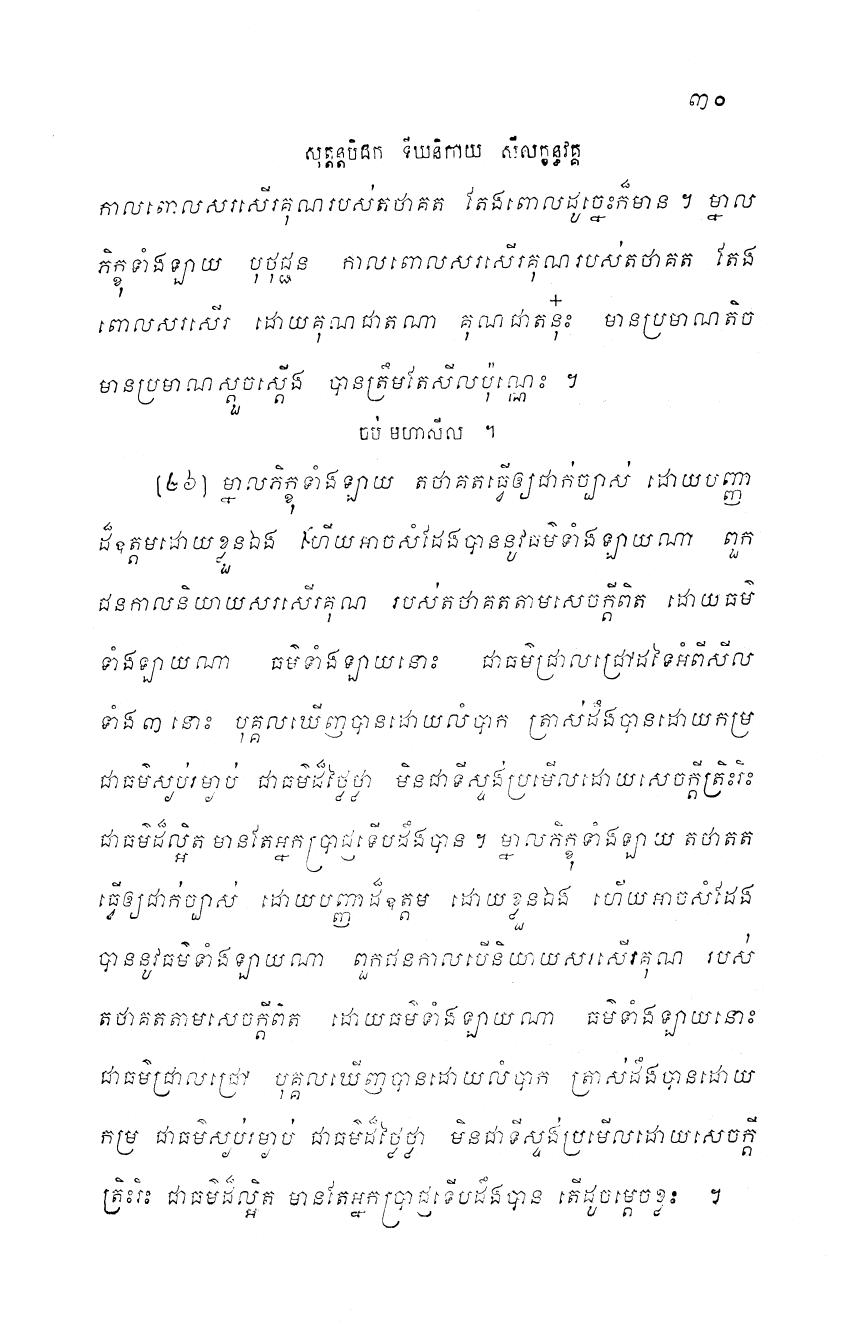 ៣០
សុត្តន្តបិដក ទីឃនិកាយ សីលក្ខន្ធវគ្គ
កាលពោលសរសើរគុណរបស់តថាគត តែងពោលដូច្នេះក៏មាន ។ ម្នាល
ភិក្ខុទាំងឡាយ បុថុជ្ជន កាលពោលសរសើរគុណរបស់តថាគត តែង
ពោលសរសើរ ដោយគុណជាតណា គុណជាតនុ៎ះ មានប្រមាណតិច
មានប្រមាណស្តួចស្តើង បានត្រឹមតែសីលប៉ុណ្ណេះ ។
ចប់ មហាសីល ។
[២៦] ម្នាលភិក្ខុទាំងឡាយ តថាគតធ្វើឲ្យជាក់ច្បាស់ ដោយបញ្ញា
ដ៏ឧត្តមដោយខ្លួនឯង ហើយអាចសំដែងបាននូវធម៌ទាំងឡាយណា ពួក
ជនកាលនិយាយសរសើរគុណ របស់តថាគតតាមសេចក្តីពិត ដោយធម៌
ទាំងឡាយណា ធម៌ទាំងឡាយនោះ ជាធម៌ជ្រាលជ្រៅដទៃអំពីសីល
ទាំង ៣ នោះ បុគ្គលឃើញបានដោយលំបាក ត្រាស់ដឹងបានដោយកម្រ
ជាធម៌ស្ងប់រម្ងាប់ ជាធម៌ដ៏ថ្លៃថ្លា មិនជាទីស្ទង់ប្រមើលដោយសេចក្តីត្រិះរិះ
ជាធម៌ដ៏ល្អិត មានតែអ្នកប្រាជ្ញទើបដឹងបាន ។ ម្នាលភិក្ខុទាំងឡាយ តថាគត
ធ្វើឲ្យជាក់ច្បាស់ ដោយបញ្ញាដ៏ឧត្តម ដោយខ្លួនឯង ហើយអាចសំដែង
បាននូវធម៌ទាំងឡាយណា ពួកជនកាលបើនិយាយសរសើរគុណ របស់
តថាគតតាមសេចក្តីពិត ដោយធម៌ទាំងឡាយណា ធម៌ទាំងឡាយនោះ
ជាធម៌ជ្រាលជ្រៅ បុគ្គលឃើញបានដោយលំបាក ត្រាស់ដឹងបានដោយ
កម្រ ជាធម៌ស្ងប់រម្ងាប់ ជាធម៌ដ៏ថ្លៃថ្លា មិនជាទីស្ទង់ប្រមើលដោយសេចក្តី
ត្រិះរិះ ជាធម៌ដ៏ល្អិត មានតែអ្នកប្រាជ្ញទើបដឹងបាន តើដូចម្តេចខ្លះ ។